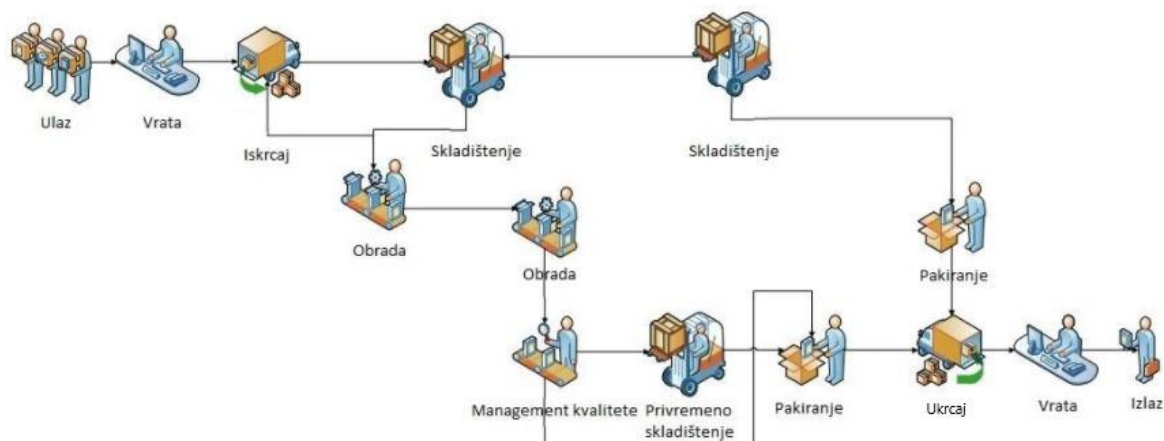 Ulaz
Vrata
Iskrcaj
Skladištenje
Skladištenje
Obrada
Obrada
Pakiranje
Management kvalitete
Privremeno
skladištenje
Pakiranje
Ukrcaj
Vrata
Izlaz